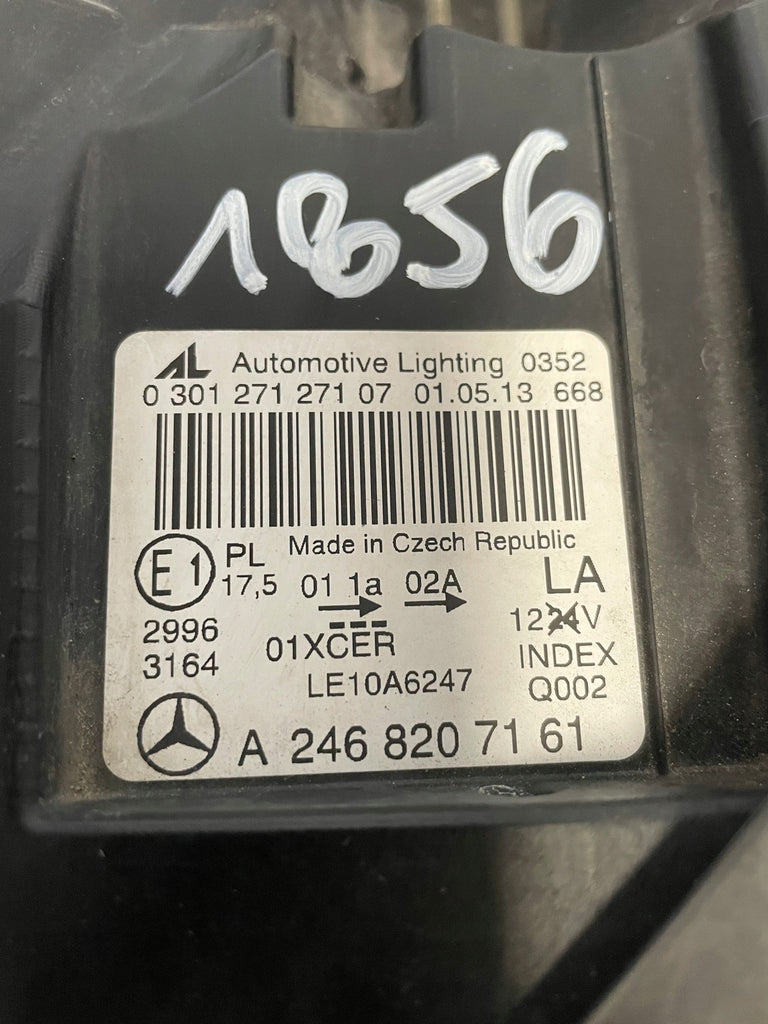 1856
AL Automotive Lighting 0352
0 301 271 271 07 01.05.13 668
Made in Czech Republic
E1 PL 17,5 01 1a 02A LA
2996 1224V
3164 01XCER INDEX
LE10A6247 Q002
A 246 820 71 61